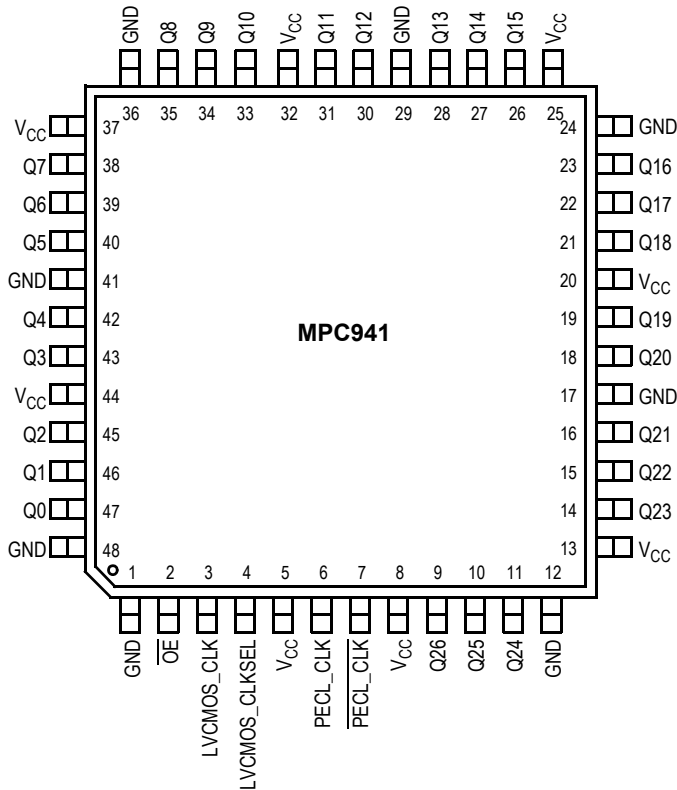 GND Q8 Q9 Q10 VCC Q11 Q12 GND Q13 Q14 Q15 VCC
36 35 34 33 32 31 30 29 28 27 26 25
VCC 37 24 GND
Q7 38 23 Q16
Q6 39 22 Q17
Q5 40 21 Q18
GND 41 20 VCC
Q4 42 MPC941 19 Q19
Q3 43 18 Q20
VCC 44 17 GND
Q2 45 16 Q21
Q1 46 15 Q22
Q0 47 14 Q23
GND 48 13 VCC
1 2 3 4 5 6 7 8 9 10 11 12
GND OE LVCMOS_CLK LVCMOS_CLKSEL VCC PECL_CLK PECL_CLK VCC Q26 Q25 Q24 GND